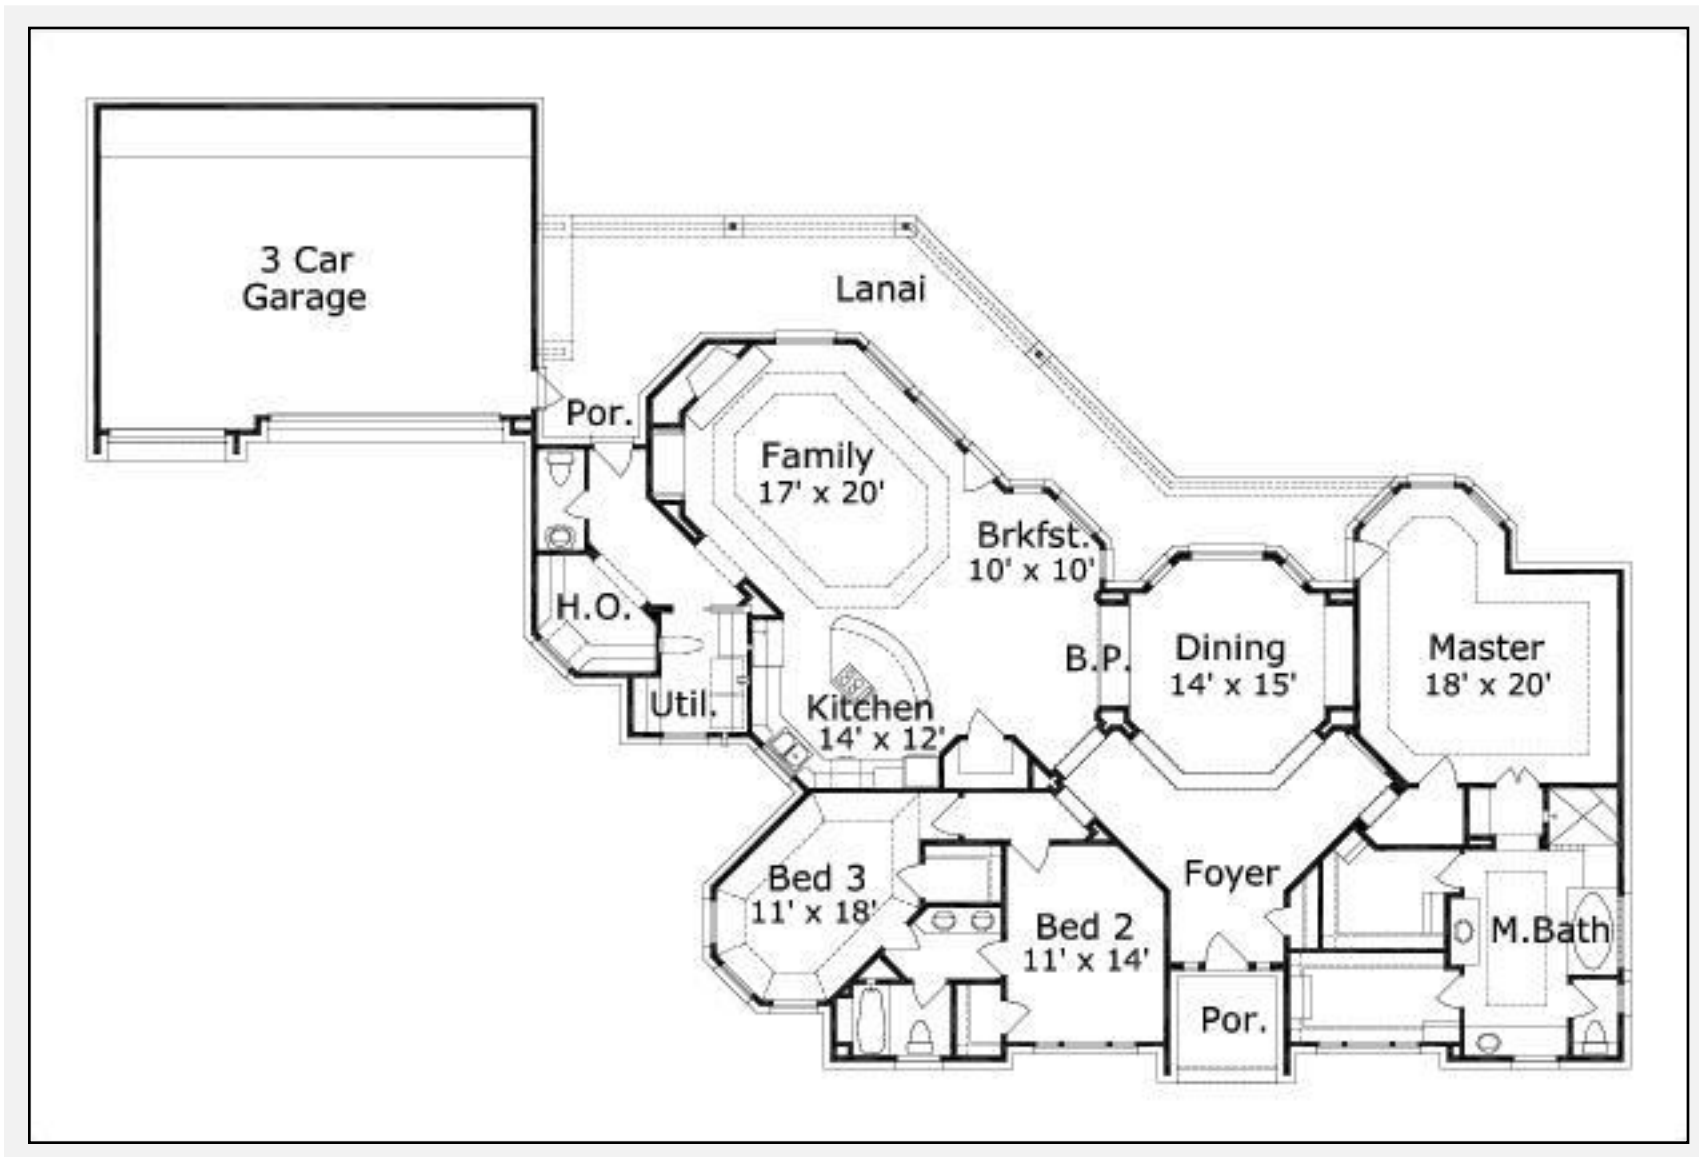 3 Car
Garage
Lanai
Por.
Family
17' x 20'
Brkfst.
10' x 10'
H.O.
Util.
Kitchen
14' x 12'
B.P.
Dining
14' x 15'
Master
18' x 20'
Bed 3
11' x 18'
Bed 2
11' x 14'
Foyer
M.Bath
Por.